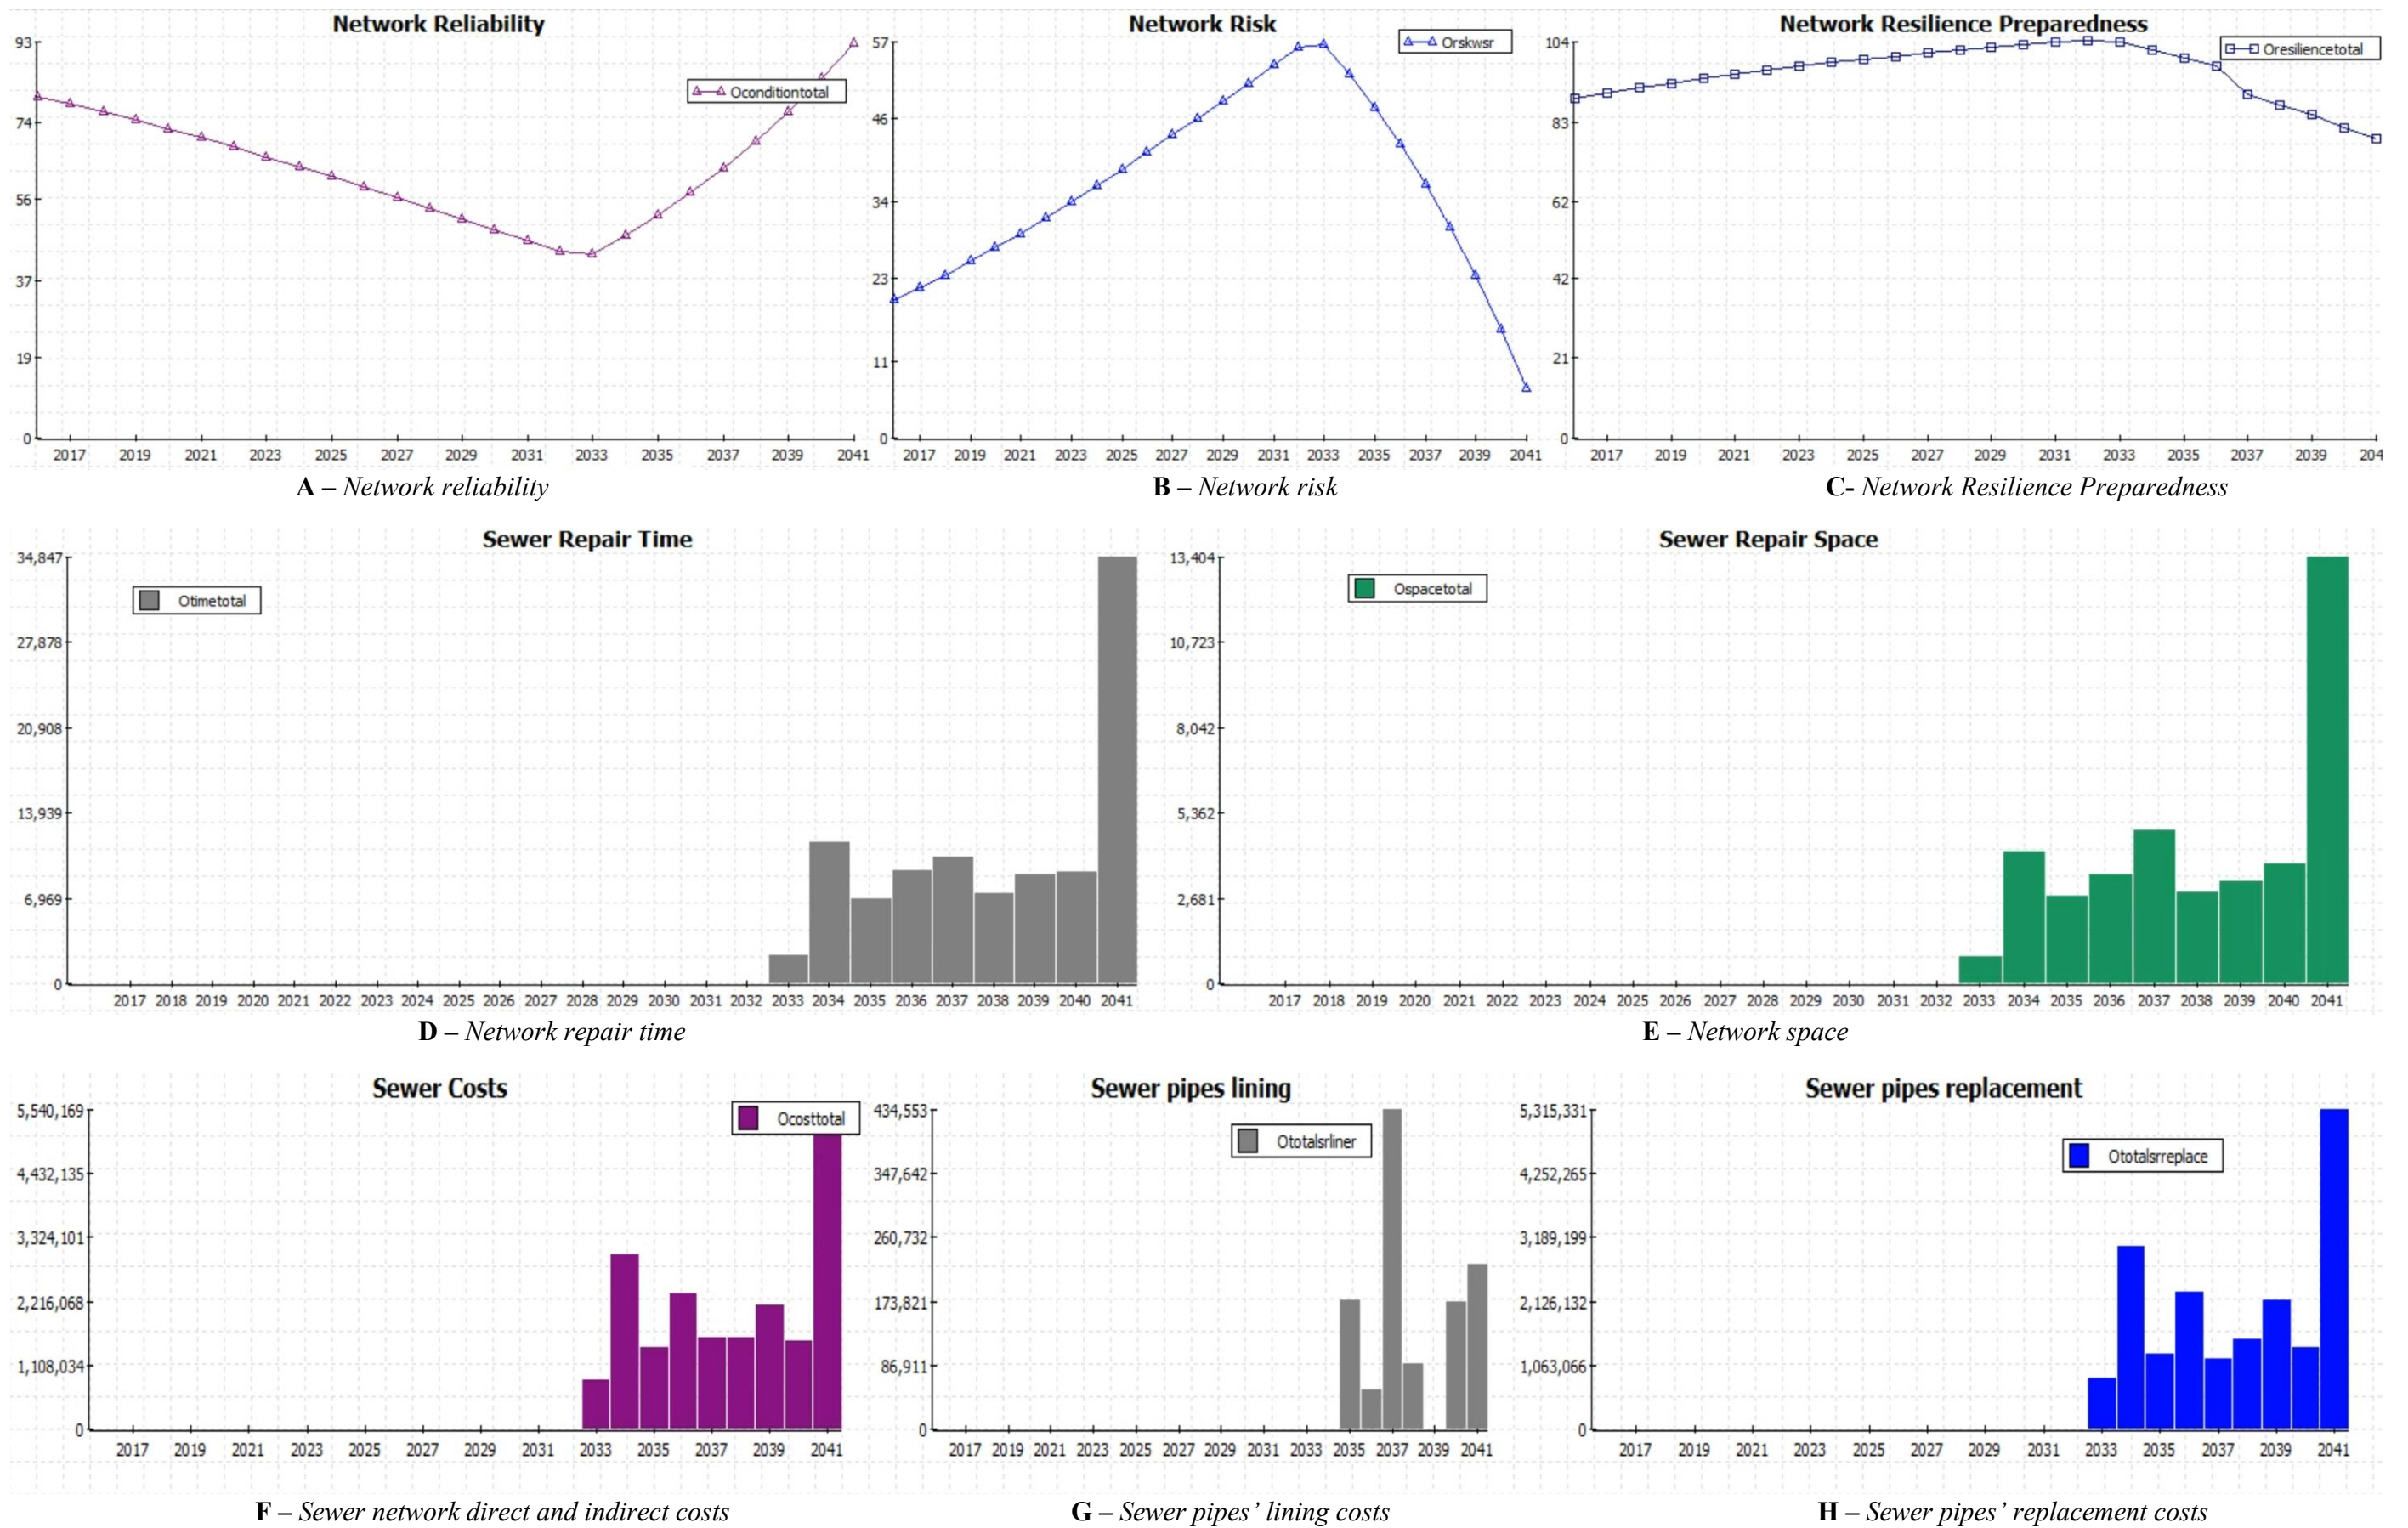 Network Reliability
93
74
56
37
19
0
Oconditiontotal
2017 2019 2021 2023 2025 2027 2029 2031 2033 2035 2037 2039 2041
A – Network reliability
Network Risk
57
46
34
23
11
0
Orskwsr
2017 2019 2021 2023 2025 2027 2029 2031 2033 2035 2037 2039 2041
B – Network risk
Network Resilience Preparedness
104
83
62
42
21
0
Oresiliencetotal
2017 2019 2021 2023 2025 2027 2029 2031 2033 2035 2037 2039 204
C- Network Resilience Preparedness
Sewer Repair Time
34,847
27,878
20,908
13,939
6,969
0
Otimetotal
2017 2018 2019 2020 2021 2022 2023 2024 2025 2026 2027 2028 2029 2030 2031 2032 2033 2034 2035 2036 2037 2038 2039 2040 2041
D – Network repair time
Sewer Repair Space
13,404
10,723
8,042
5,362
2,681
0
Ospacetotal
2017 2018 2019 2020 2021 2022 2023 2024 2025 2026 2027 2028 2029 2030 2031 2032 2033 2034 2035 2036 2037 2038 2039 2040 2041
E – Network space
Sewer Costs
5,540,169
4,432,135
3,324,101
2,216,068
1,108,034
0
Ocosttotal
2017 2019 2021 2023 2025 2027 2029 2031 2033 2035 2037 2039 2041
F – Sewer network direct and indirect costs
Sewer pipes lining
434,553
347,642
260,732
173,821
86,911
0
Ototalsrliner
2017 2019 2021 2023 2025 2027 2029 2031 2033 2035 2037 2039 2041
G – Sewer pipes’ lining costs
Sewer pipes replacement
5,315,331
4,252,265
3,189,199
2,126,132
1,063,066
0
Ototalsrreplace
2017 2019 2021 2023 2025 2027 2029 2031 2033 2035 2037 2039 2041
H – Sewer pipes’ replacement costs